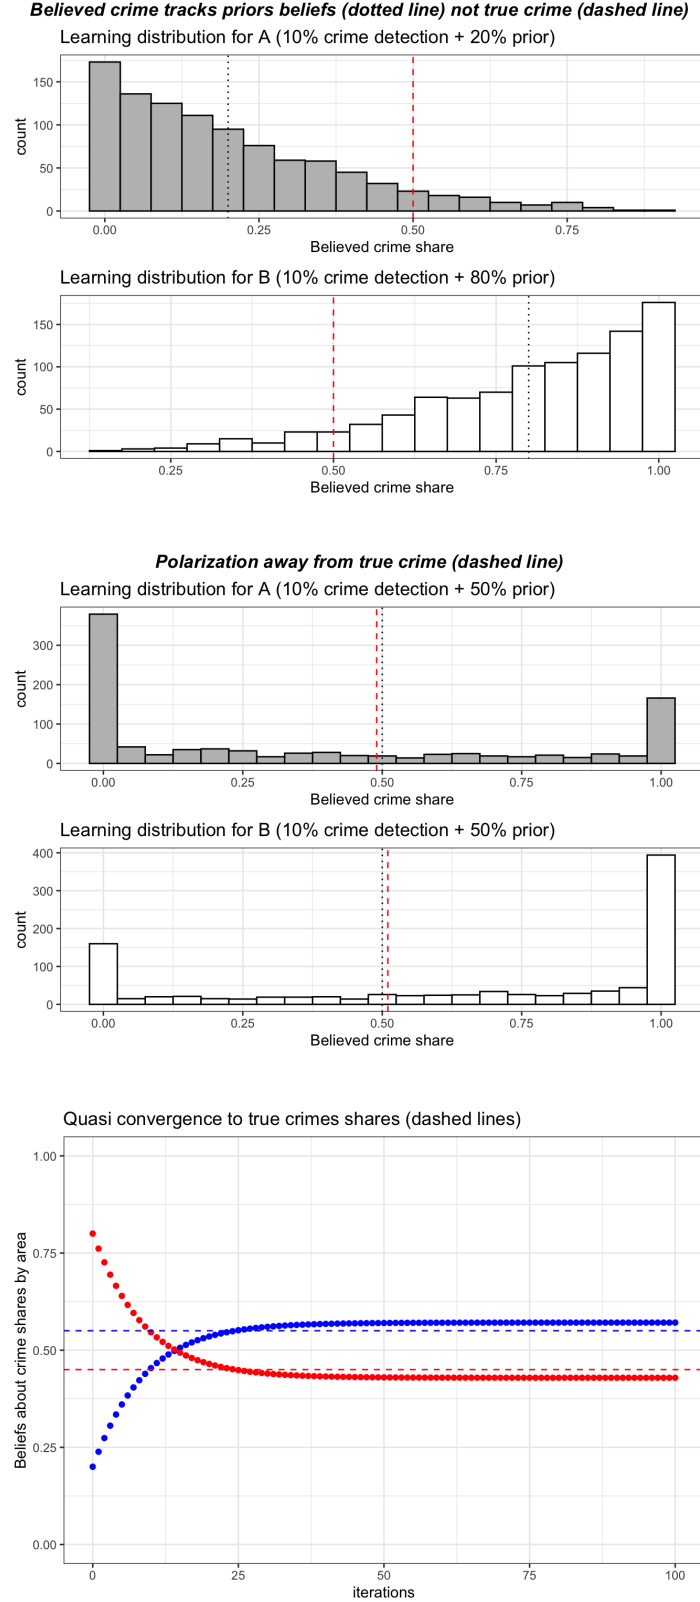 Believed crime tracks priors beliefs (dotted line) not true crime (dashed line)
Learning distribution for A (10% crime detection + 20% prior)
count
150
100
50
0
0.00 0.25 0.50 0.75
Believed crime share
Learning distribution for B (10% crime detection + 80% prior)
count
150
100
50
0
0.25 0.50 0.75 1.00
Believed crime share
Polarization away from true crime (dashed line)
Learning distribution for A (10% crime detection + 50% prior)
count
300
200
100
0
0.00 0.25 0.50 0.75 1.00
Believed crime share
Learning distribution for B (10% crime detection + 50% prior)
count
400
300
200
100
0
0.00 0.25 0.50 0.75 1.00
Believed crime share
Quasi convergence to true crimes shares (dashed lines)
Beliefs about crime shares by area
1.00
0.75
0.50
0.25
0.00
0 25 50 75 100
iterations